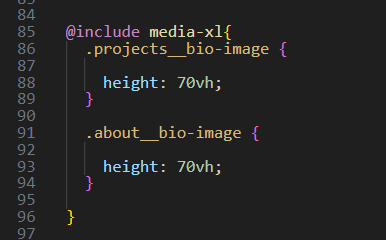 83
84
85 @include media-xl{
86 .projects__bio-image {
87
88 height: 70vh;
89 }
90
91 .about__bio-image {
92
93 height: 70vh;
94 }
95
96 }
97